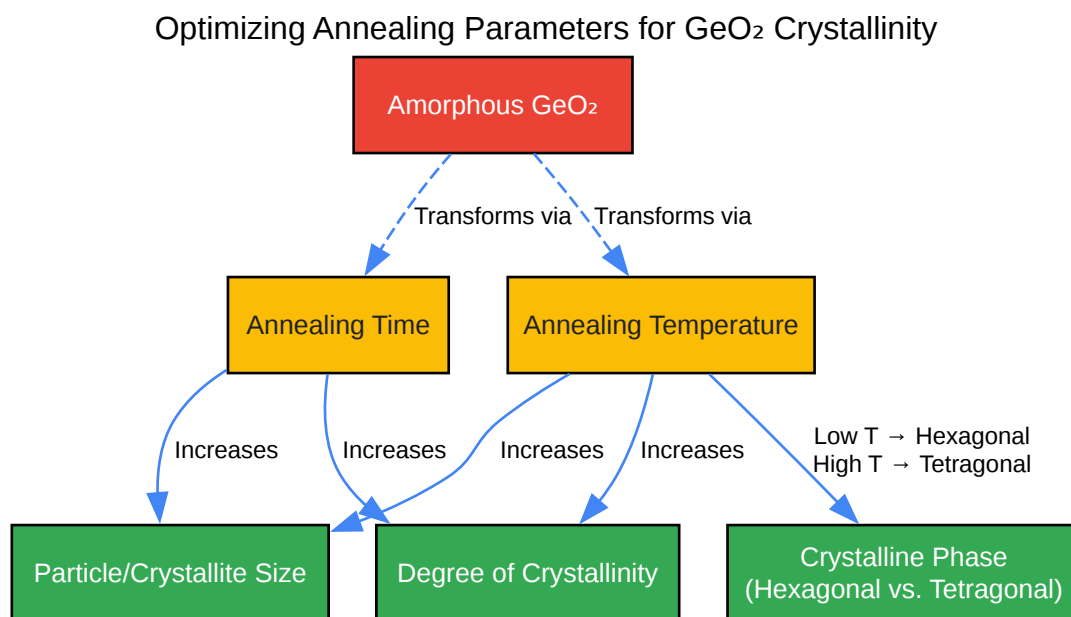 Optimizing Annealing Parameters for GeO₂ Crystallinity
Amorphous GeO₂
Transforms via
Transforms via
Annealing Time
Annealing Temperature
Increases
Increases
Increases
Increases
Low T → Hexagonal
High T → Tetragonal
Particle/Crystallite Size
Degree of Crystallinity
Crystalline Phase
(Hexagonal vs. Tetragonal)